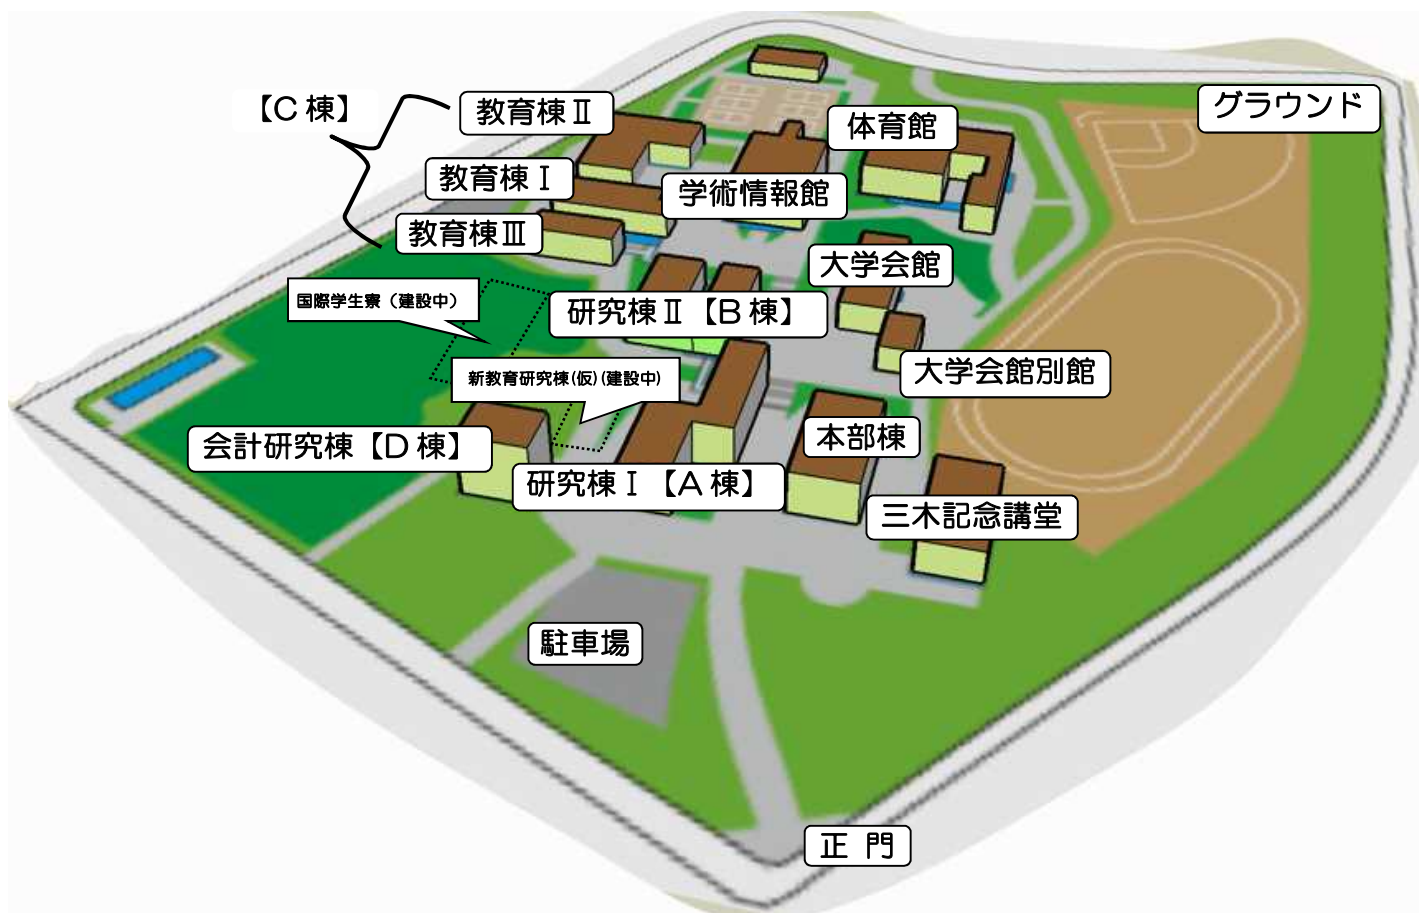 グラウンド
【C 棟】
教育棟Ⅱ
体育館
教育棟Ⅰ
学術情報館
教育棟Ⅲ
大学会館
国際学生寮（建設中）
研究棟Ⅱ【B 棟】
大学会館別館
新教育研究棟(仮)(建設中)
会計研究棟【D 棟】
本部棟
研究棟Ⅰ【A 棟】
三木記念講堂
駐車場
正 門